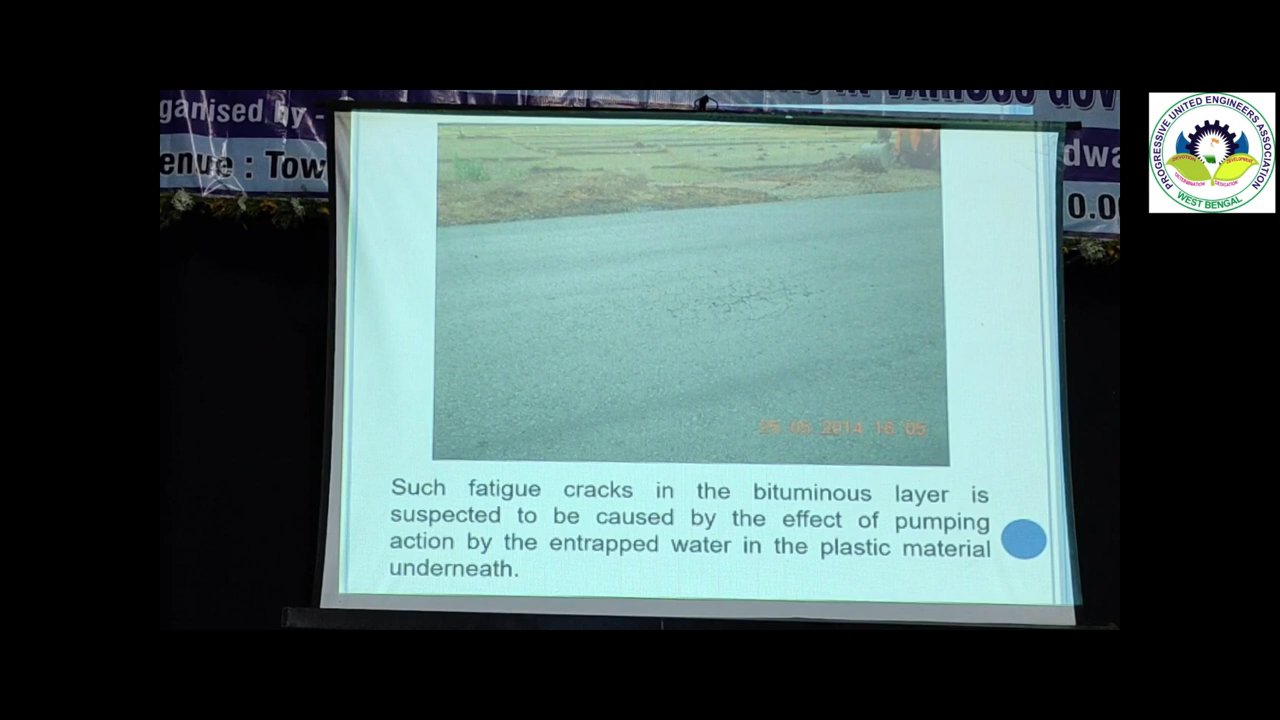 ganised by -
enue : Tow
dwa
0.00
25 05 2014 16 05
Such fatigue cracks in the bituminous layer is
suspected to be caused by the effect of pumping
action by the entrapped water in the plastic material
underneath.
PROGRESSIVE UNITED ENGINEERS ASSOCIATION
WEST BENGAL